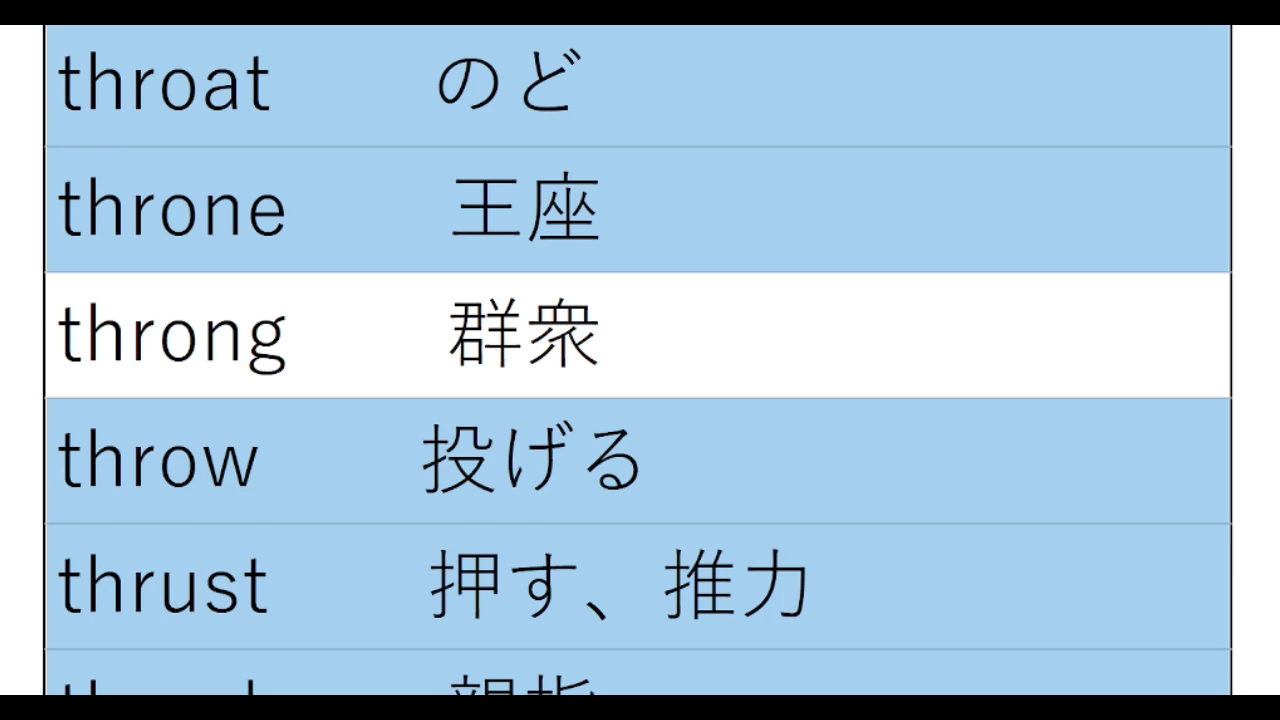 throat のど
throne 王座
throng 群衆
throw 投げる
thrust 押す、推力